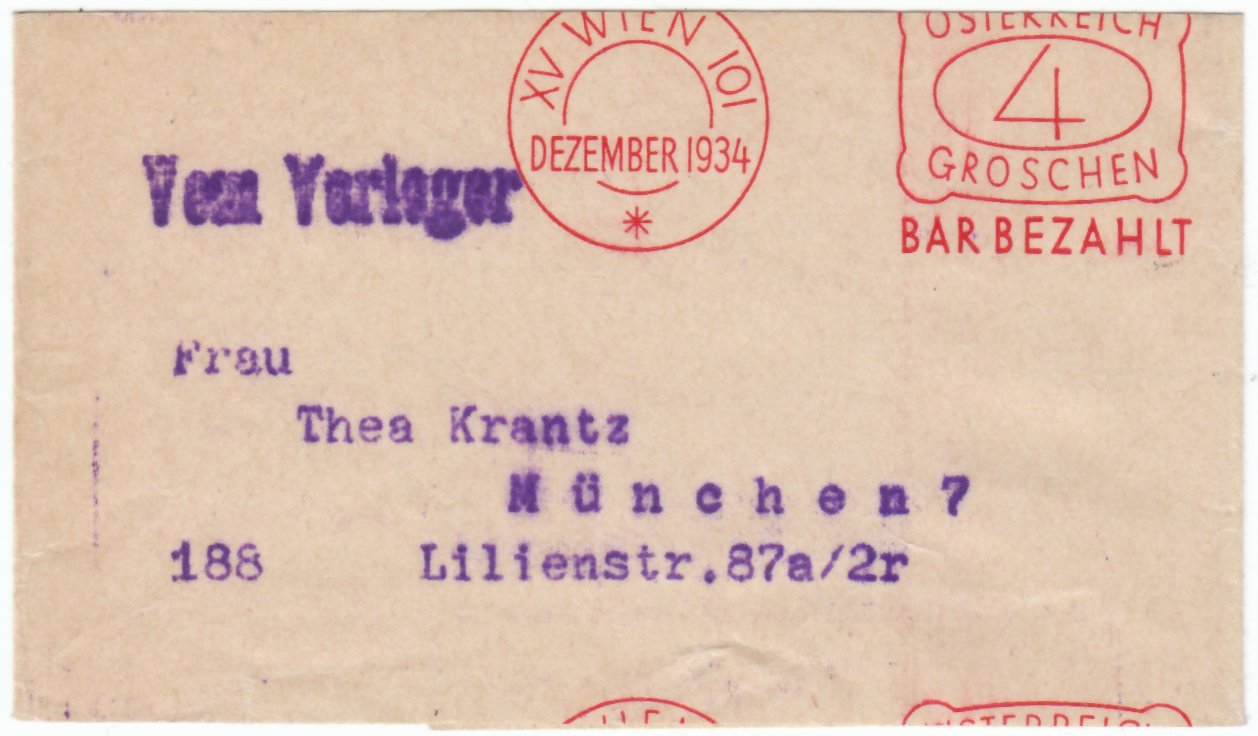 XV WIEN 101
DEZEMBER 1934
*
ÖSTERREICH
4
GROSCHEN
BAR BEZAHLT
Vom Verleger
Frau
Thea Krantz
München 7
188 Lilienstr.87a/2r
ÖSTERREICH